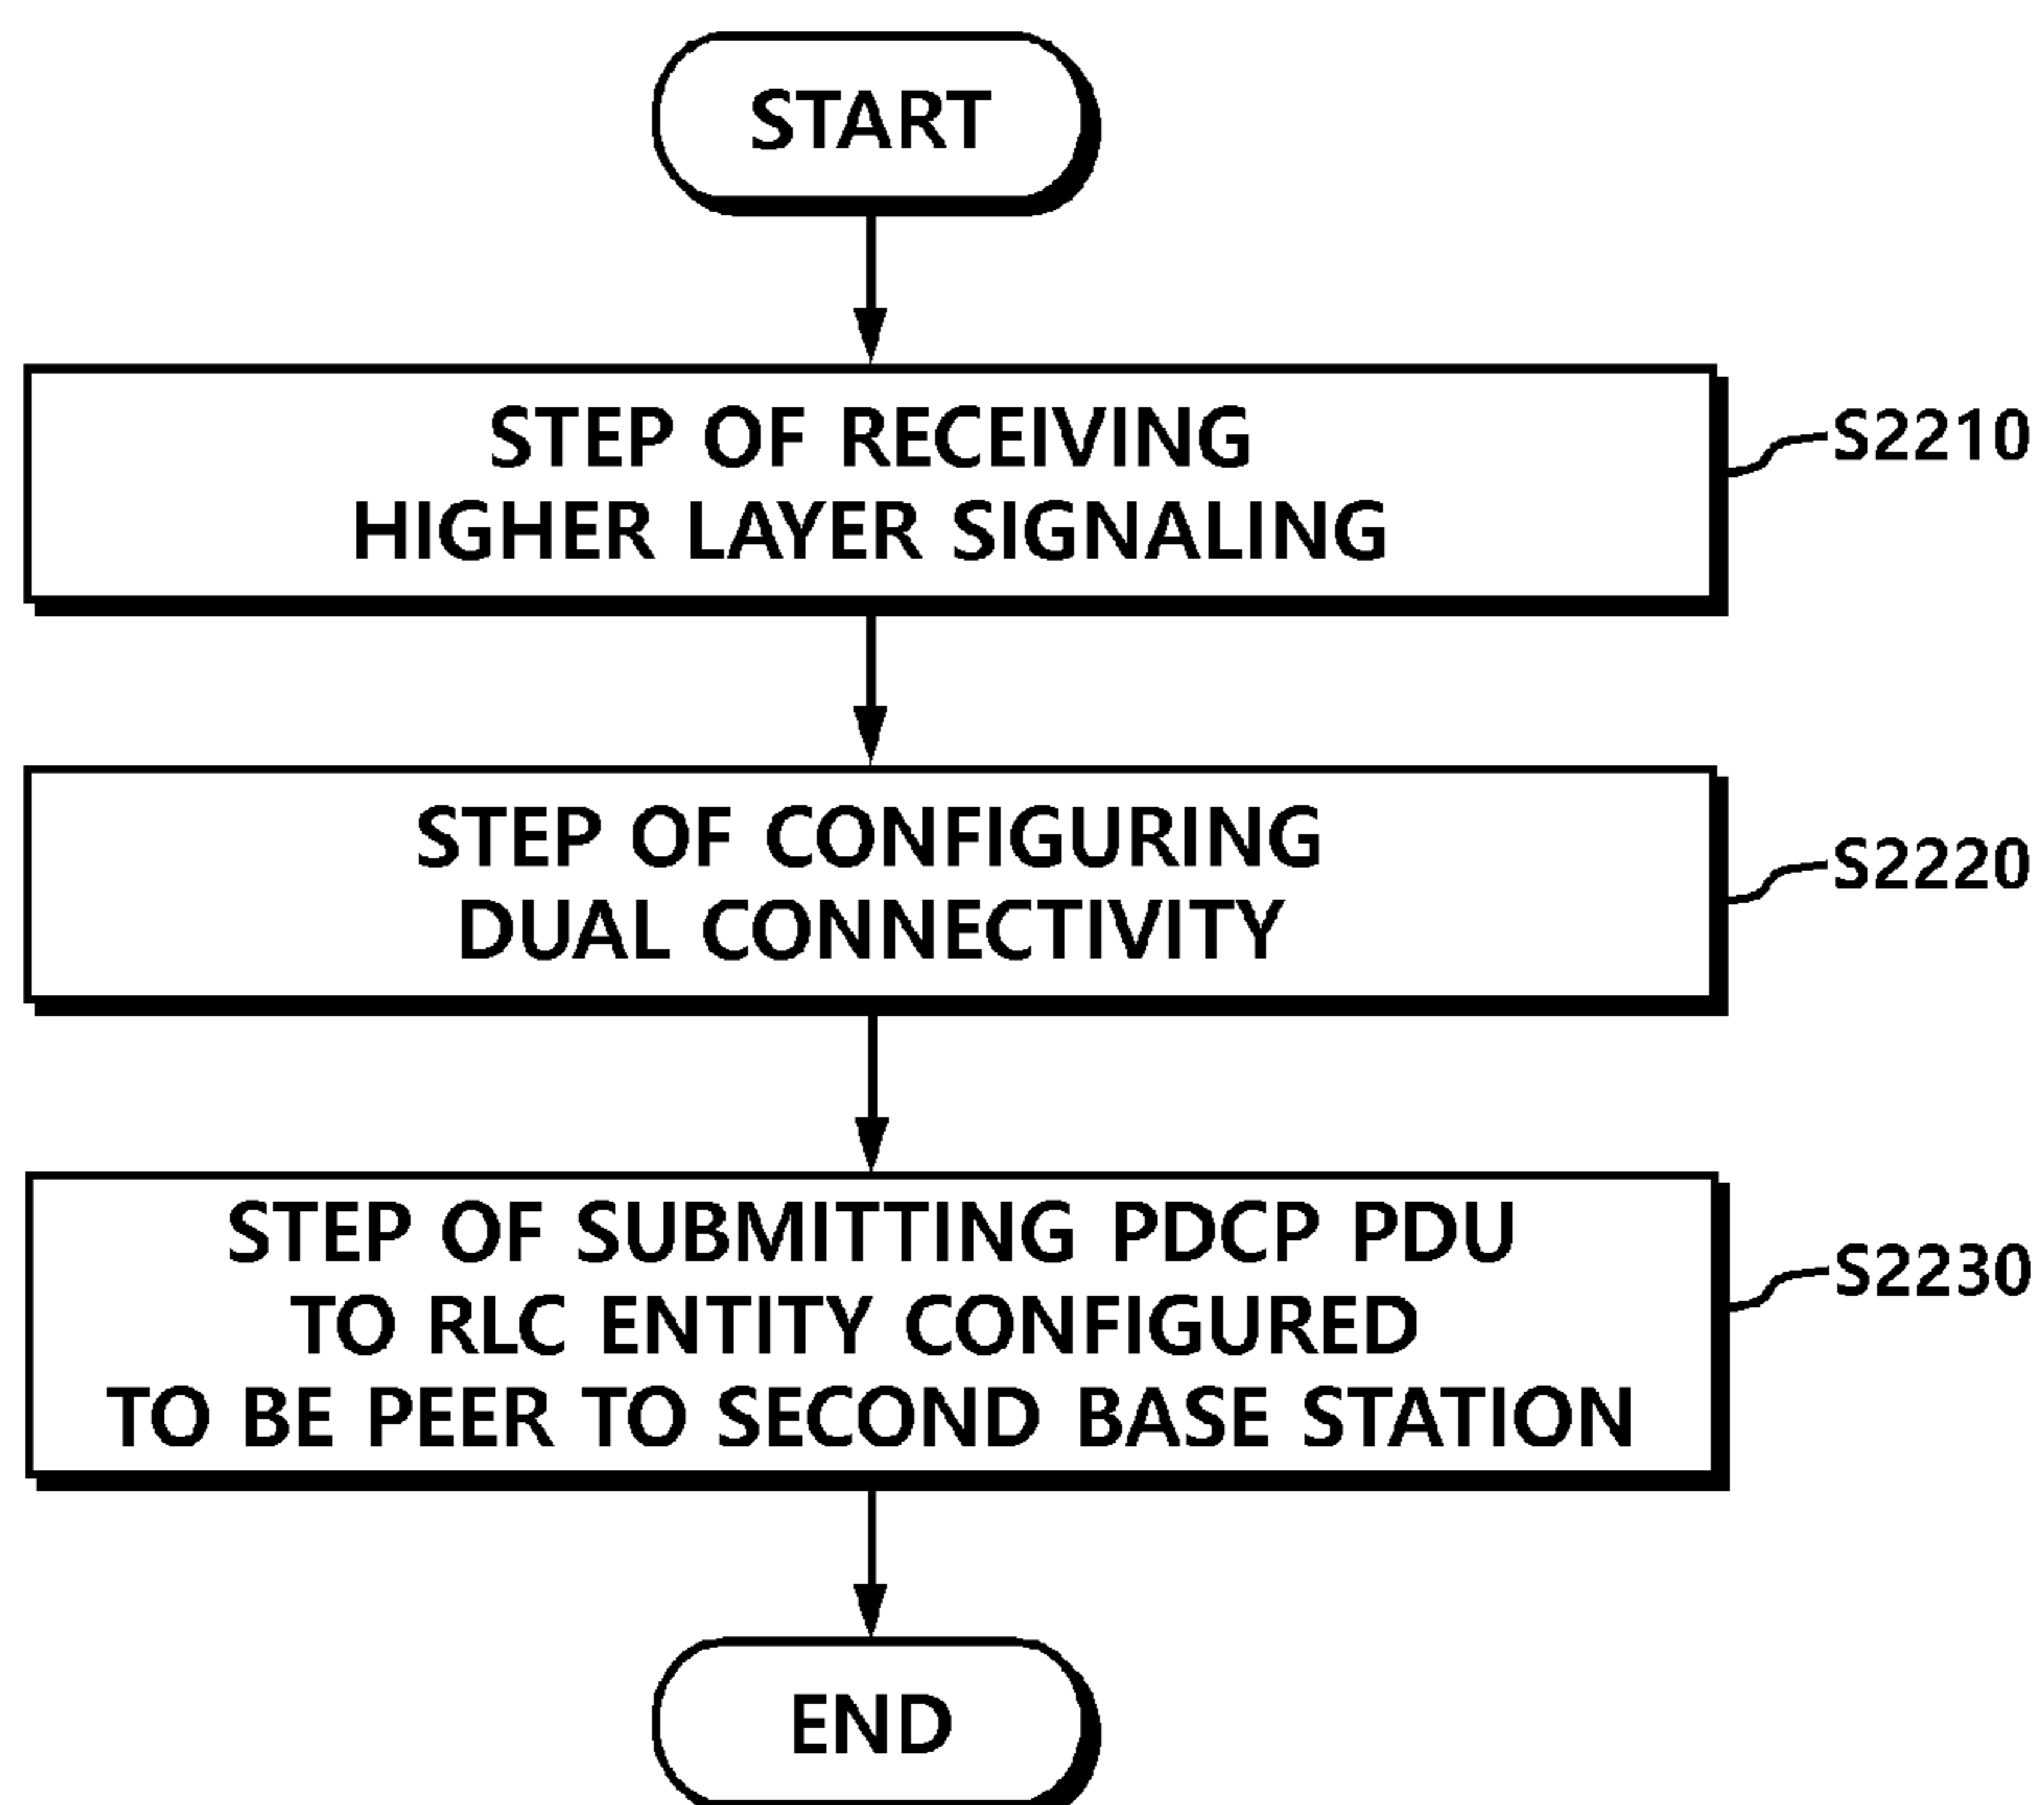 START
STEP OF RECEIVING
HIGHER LAYER SIGNALING
S2210
STEP OF CONFIGURING
DUAL CONNECTIVITY
S2220
STEP OF SUBMITTING PDCP PDU
TO RLC ENTITY CONFIGURED
TO BE PEER TO SECOND BASE STATION
S2230
END